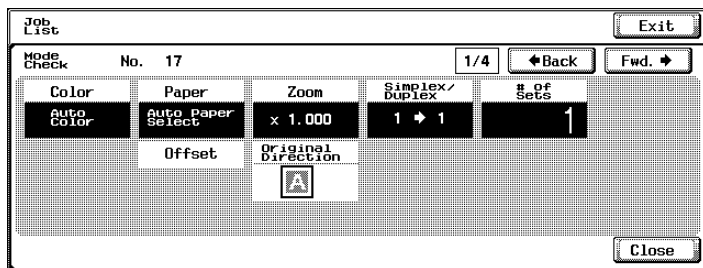 Job
List
Exit
Mode
Check
No. 17
1/4
←Back
Fwd. →
Color
Paper
Zoom
Simplex/
Duplex
# of
Sets
Auto
Color
Auto Paper
Select
× 1.000
1 → 1
1
Offset
Original
Direction
A
Close